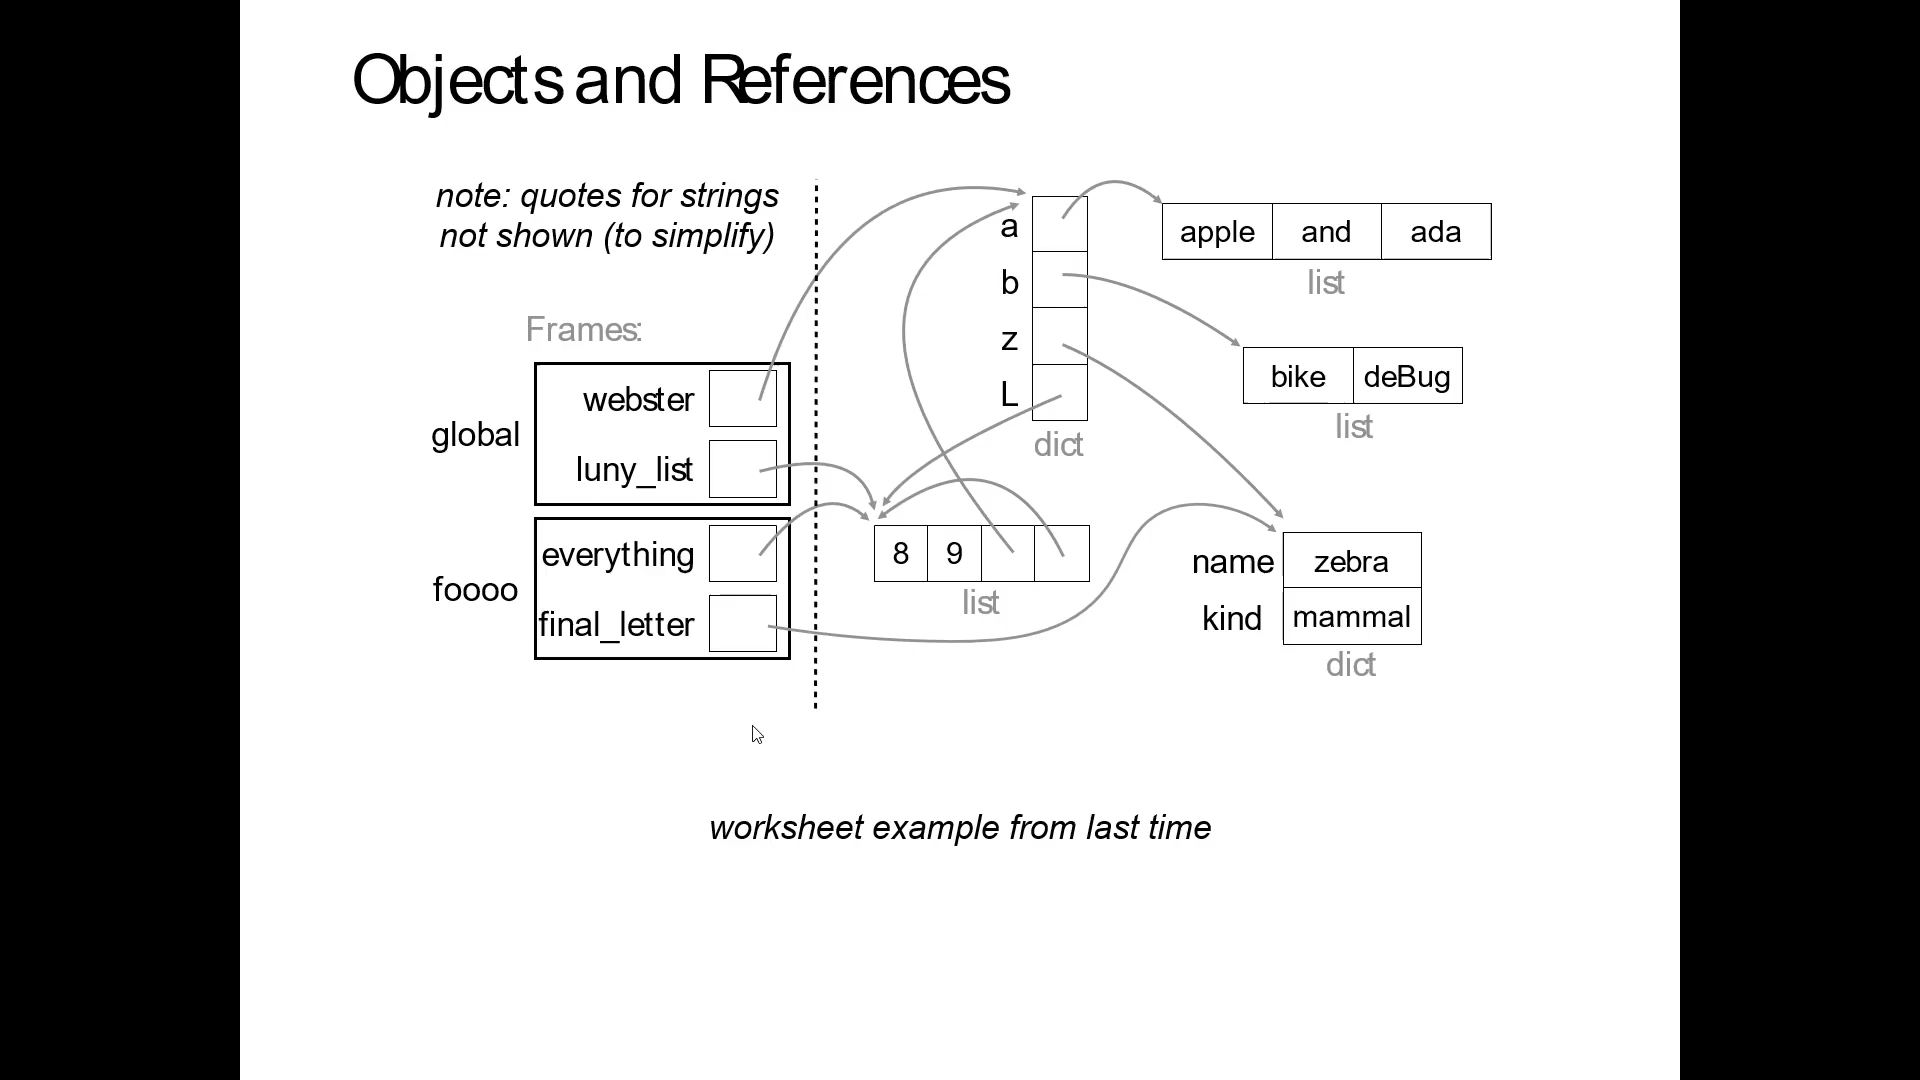 Objects and References
note: quotes for strings
not shown (to simplify)
Frames:
global
webster
luny_list
foooo
everything
final_letter
a
b
z
L
dict
apple and ada
list
bike deBug
list
8 9
list
name zebra
kind mammal
dict
worksheet example from last time